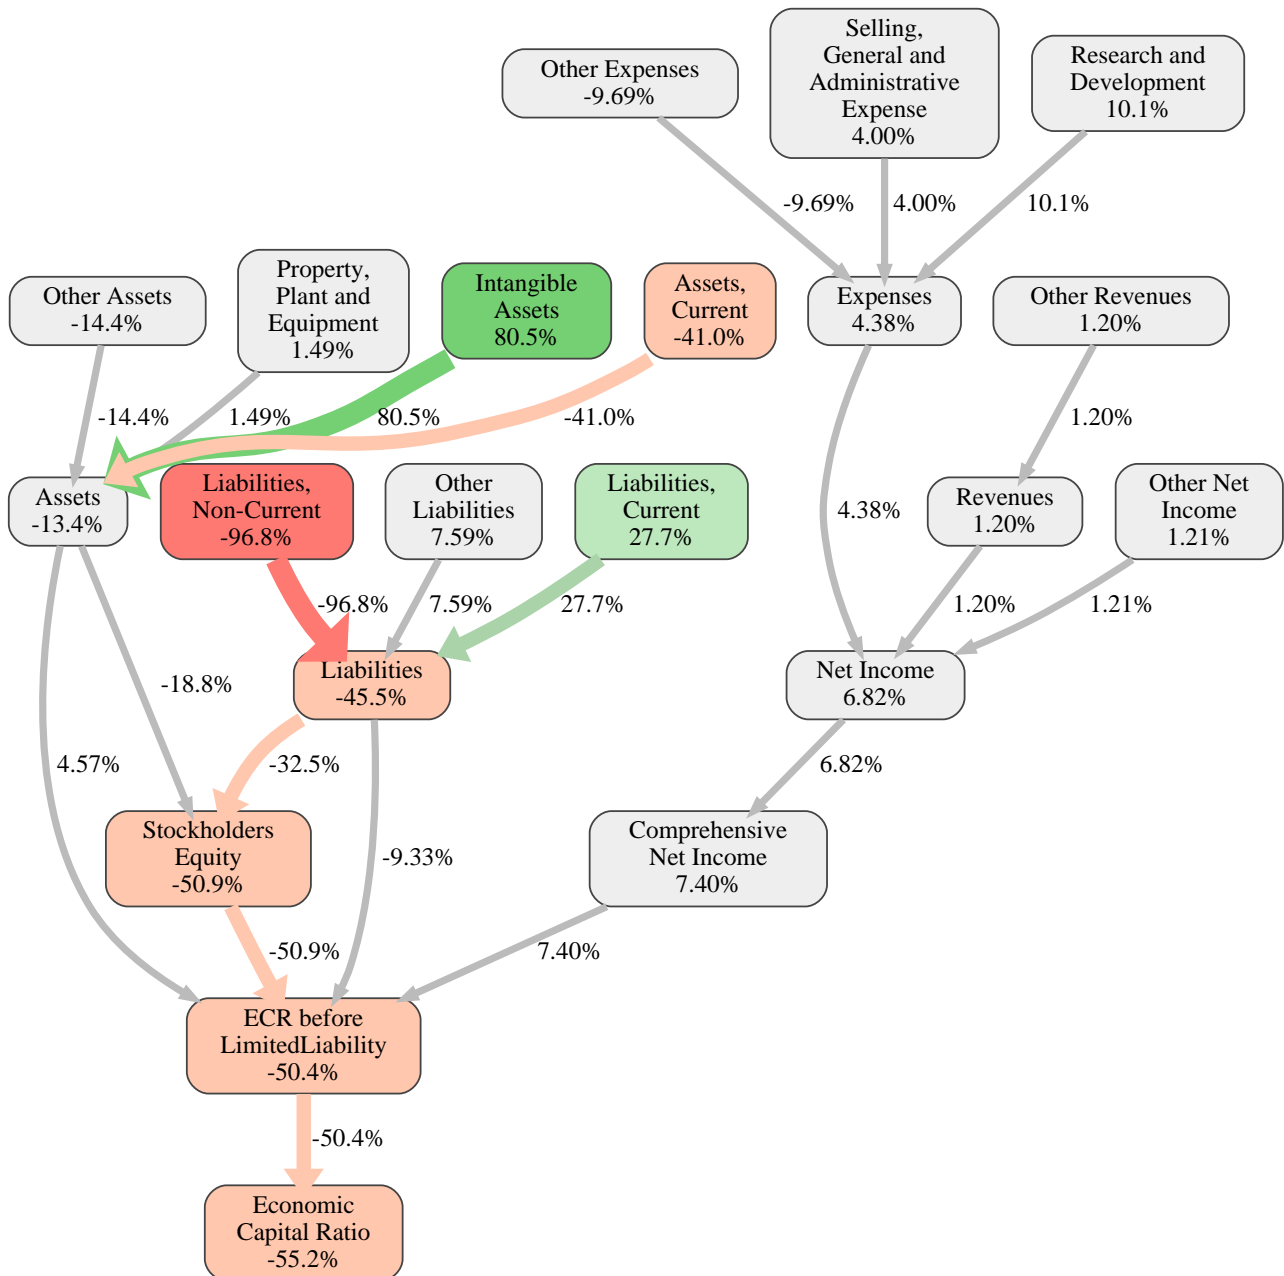 Other Expenses
-9.69%
Selling,
General and
Administrative
Expense
4.00%
Research and
Development
10.1%
-9.69%
4.00%
10.1%
Other Assets
-14.4%
Property,
Plant and
Equipment
1.49%
Intangible
Assets
80.5%
Assets,
Current
-41.0%
Expenses
4.38%
Other Revenues
1.20%
-14.4%
1.49%
80.5%
-41.0%
1.20%
Assets
-13.4%
Liabilities,
Non-Current
-96.8%
Other
Liabilities
7.59%
Liabilities,
Current
27.7%
4.38%
Revenues
1.20%
Other Net
Income
1.21%
-96.8%
7.59%
27.7%
1.20%
1.21%
-18.8%
Liabilities
-45.5%
Net Income
6.82%
4.57%
-32.5%
6.82%
Stockholders
Equity
-50.9%
-9.33%
Comprehensive
Net Income
7.40%
-50.9%
7.40%
ECR before
LimitedLiability
-50.4%
-50.4%
Economic
Capital Ratio
-55.2%